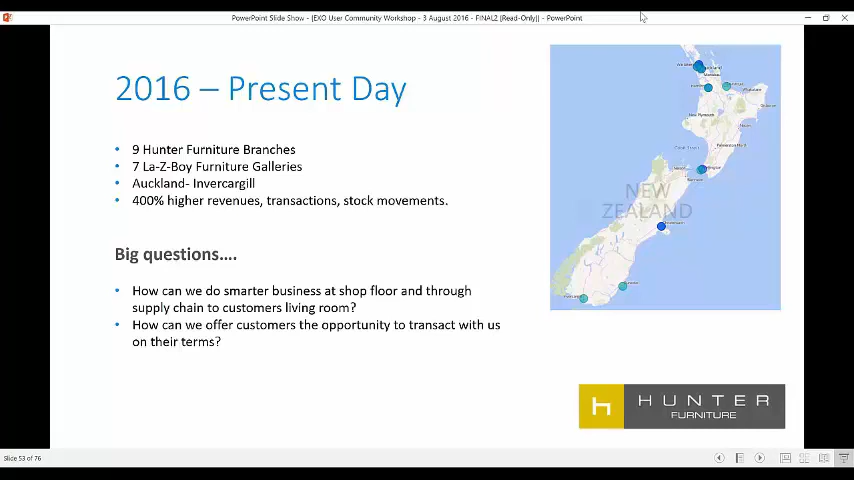 PowerPoint Slide Show - [EXO User Community Workshop - 3 August 2016 - FINAL2 [Read-Only]] - PowerPoint
2016 – Present Day
• 9 Hunter Furniture Branches
• 7 La-Z-Boy Furniture Galleries
• Auckland- Invercargill
• 400% higher revenues, transactions, stock movements.
Big questions....
• How can we do smarter business at shop floor and through
supply chain to customers living room?
• How can we offer customers the opportunity to transact with us
on their terms?
New Plymouth
NEW
ZEALAND
h HUNTER
FURNITURE
Slide 53 of 76